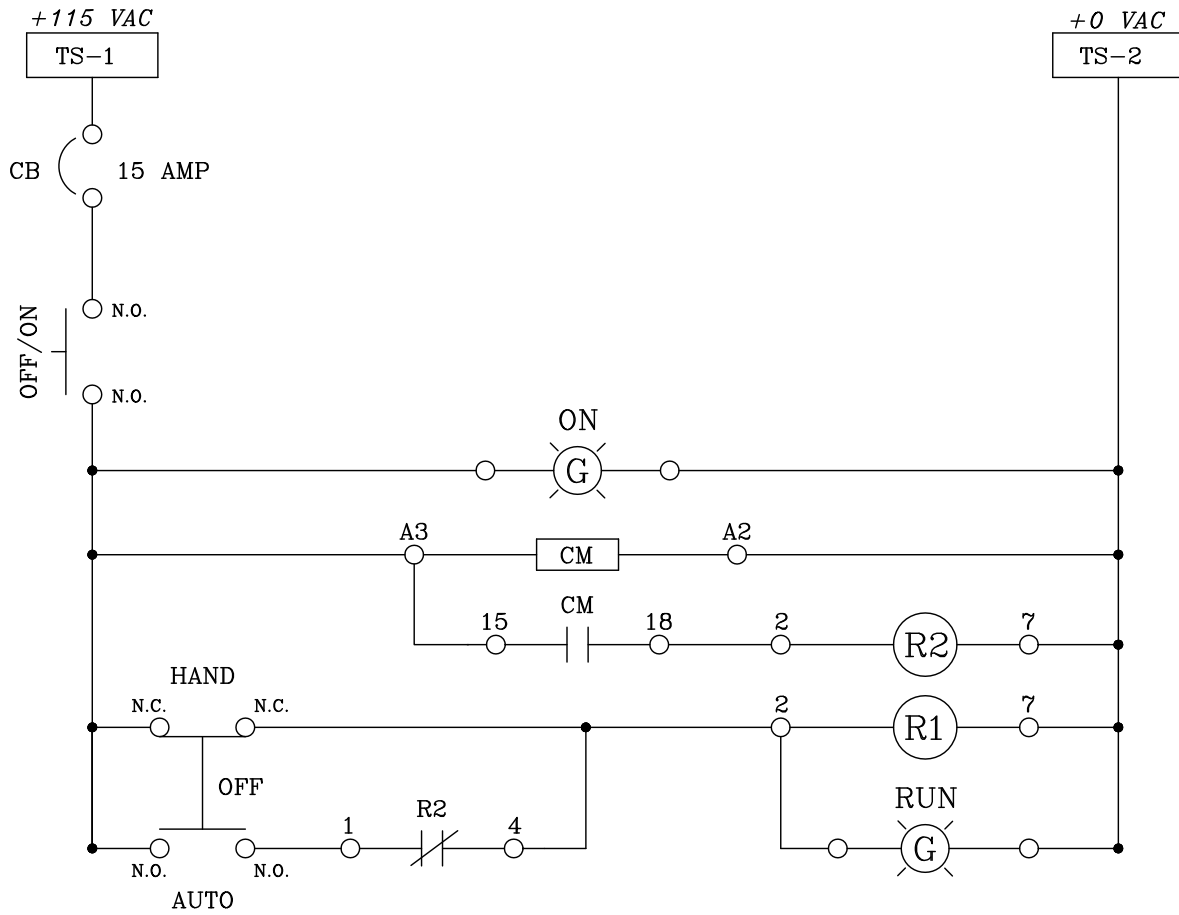 +115 VAC
+0 VAC
TS-1
TS-2
CB
15 AMP
N.O.
OFF/ON
N.O.
ON
G
A3
CM
A2
CM
15
18
2
R2
7
HAND
N.C.
N.C.
2
R1
7
OFF
RUN
R2
1
4
G
N.O.
N.O.
AUTO